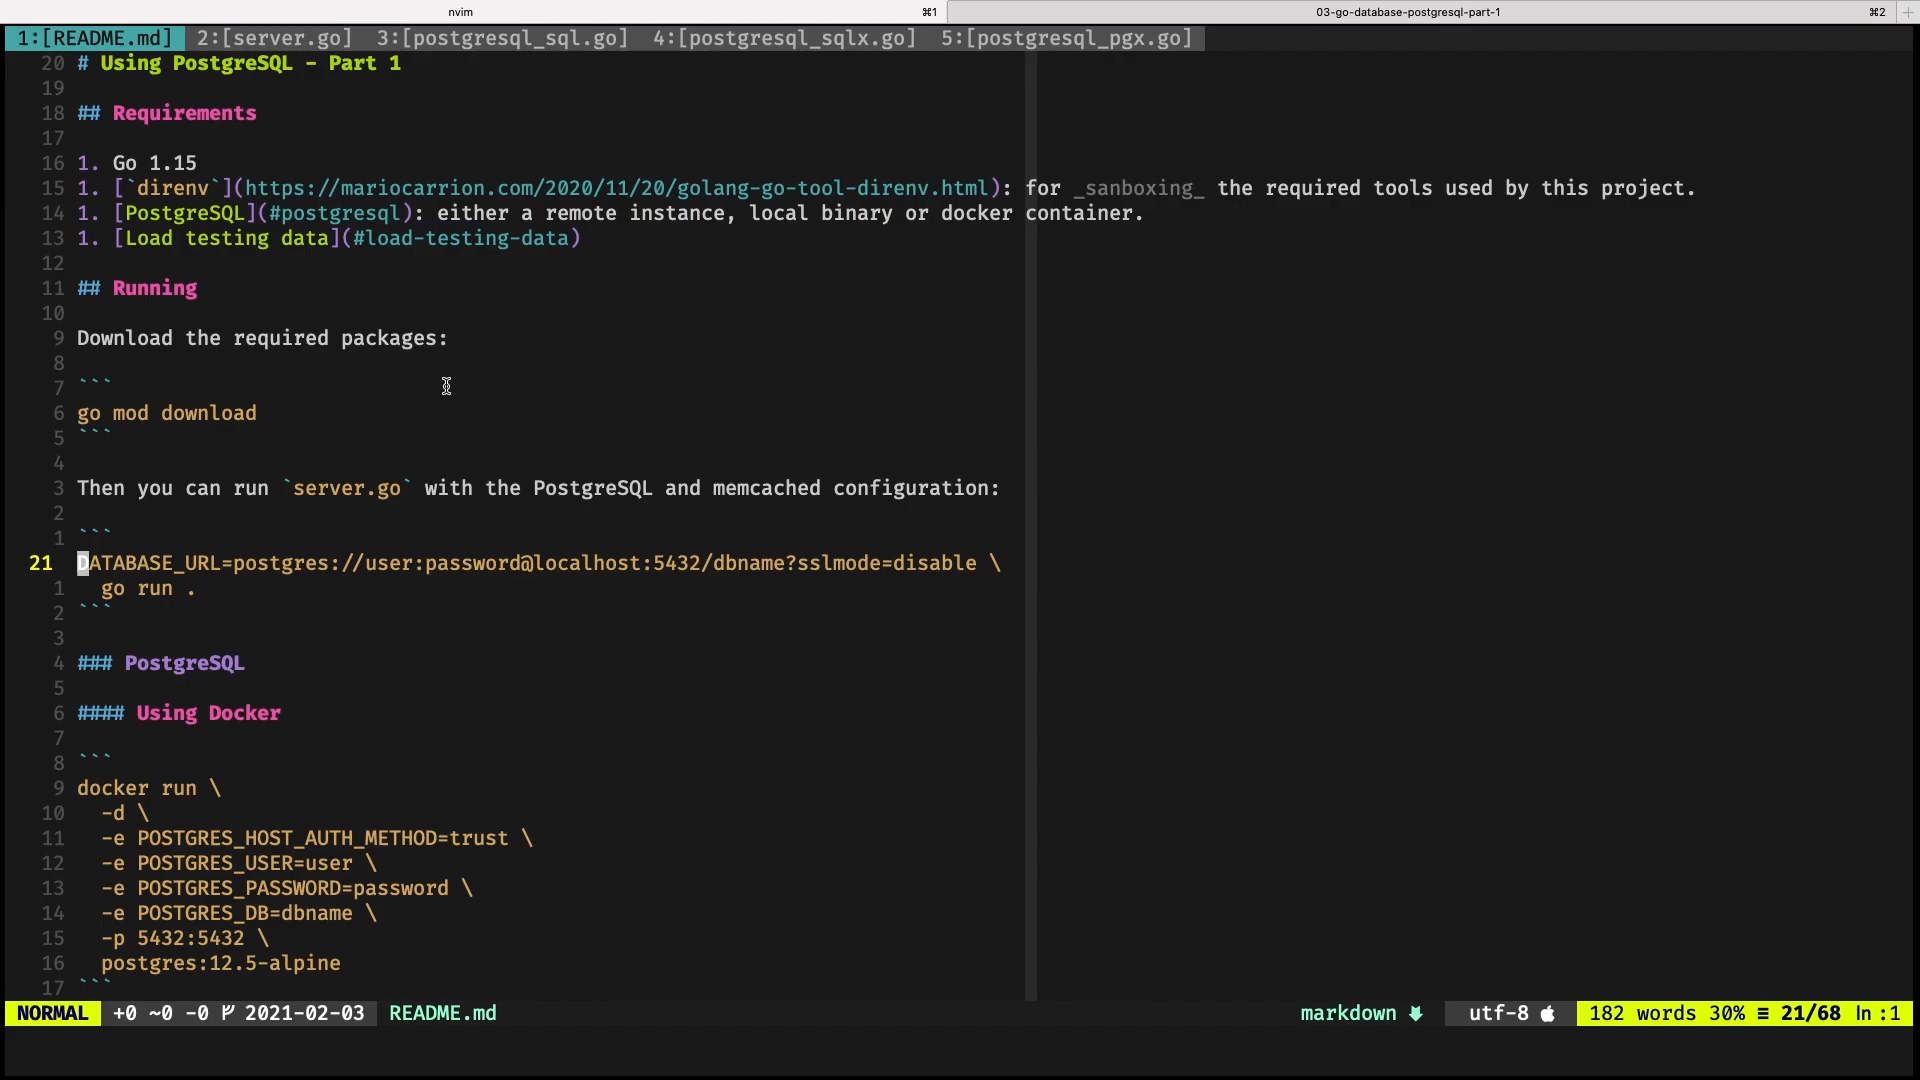 nvim ⌘1 03-go-database-postgresql-part-1 ⌘2 +
1:[README.md] 2:[server.go] 3:[postgresql_sql.go] 4:[postgresql_sqlx.go] 5:[postgresql_pgx.go]
20 # Using PostgreSQL - Part 1
19
18 ## Requirements
17
16 1. Go 1.15
15 1. [`direnv`](https://mariocarrion.com/2020/11/20/golang-go-tool-direnv.html): for _sanboxing_ the required tools used by this project.
14 1. [PostgreSQL](#postgresql): either a remote instance, local binary or docker container.
13 1. [Load testing data](#load-testing-data)
12
11 ## Running
10
9 Download the required packages:
8
7 ```
6 go mod download
5 ```
4
3 Then you can run `server.go` with the PostgreSQL and memcached configuration:
2
1 ```
21 DATABASE_URL=postgres://user:password@localhost:5432/dbname?sslmode=disable \
1 go run .
2 ```
3
4 ### PostgreSQL
5
6 #### Using Docker
7
8 ```
9 docker run \
10 -d \
11 -e POSTGRES_HOST_AUTH_METHOD=trust \
12 -e POSTGRES_USER=user \
13 -e POSTGRES_PASSWORD=password \
14 -e POSTGRES_DB=dbname \
15 -p 5432:5432 \
16 postgres:12.5-alpine
17 ```
NORMAL +0 ~0 -0 2021-02-03 README.md markdown utf-8 182 words 30% ≡ 21/68 ln :1